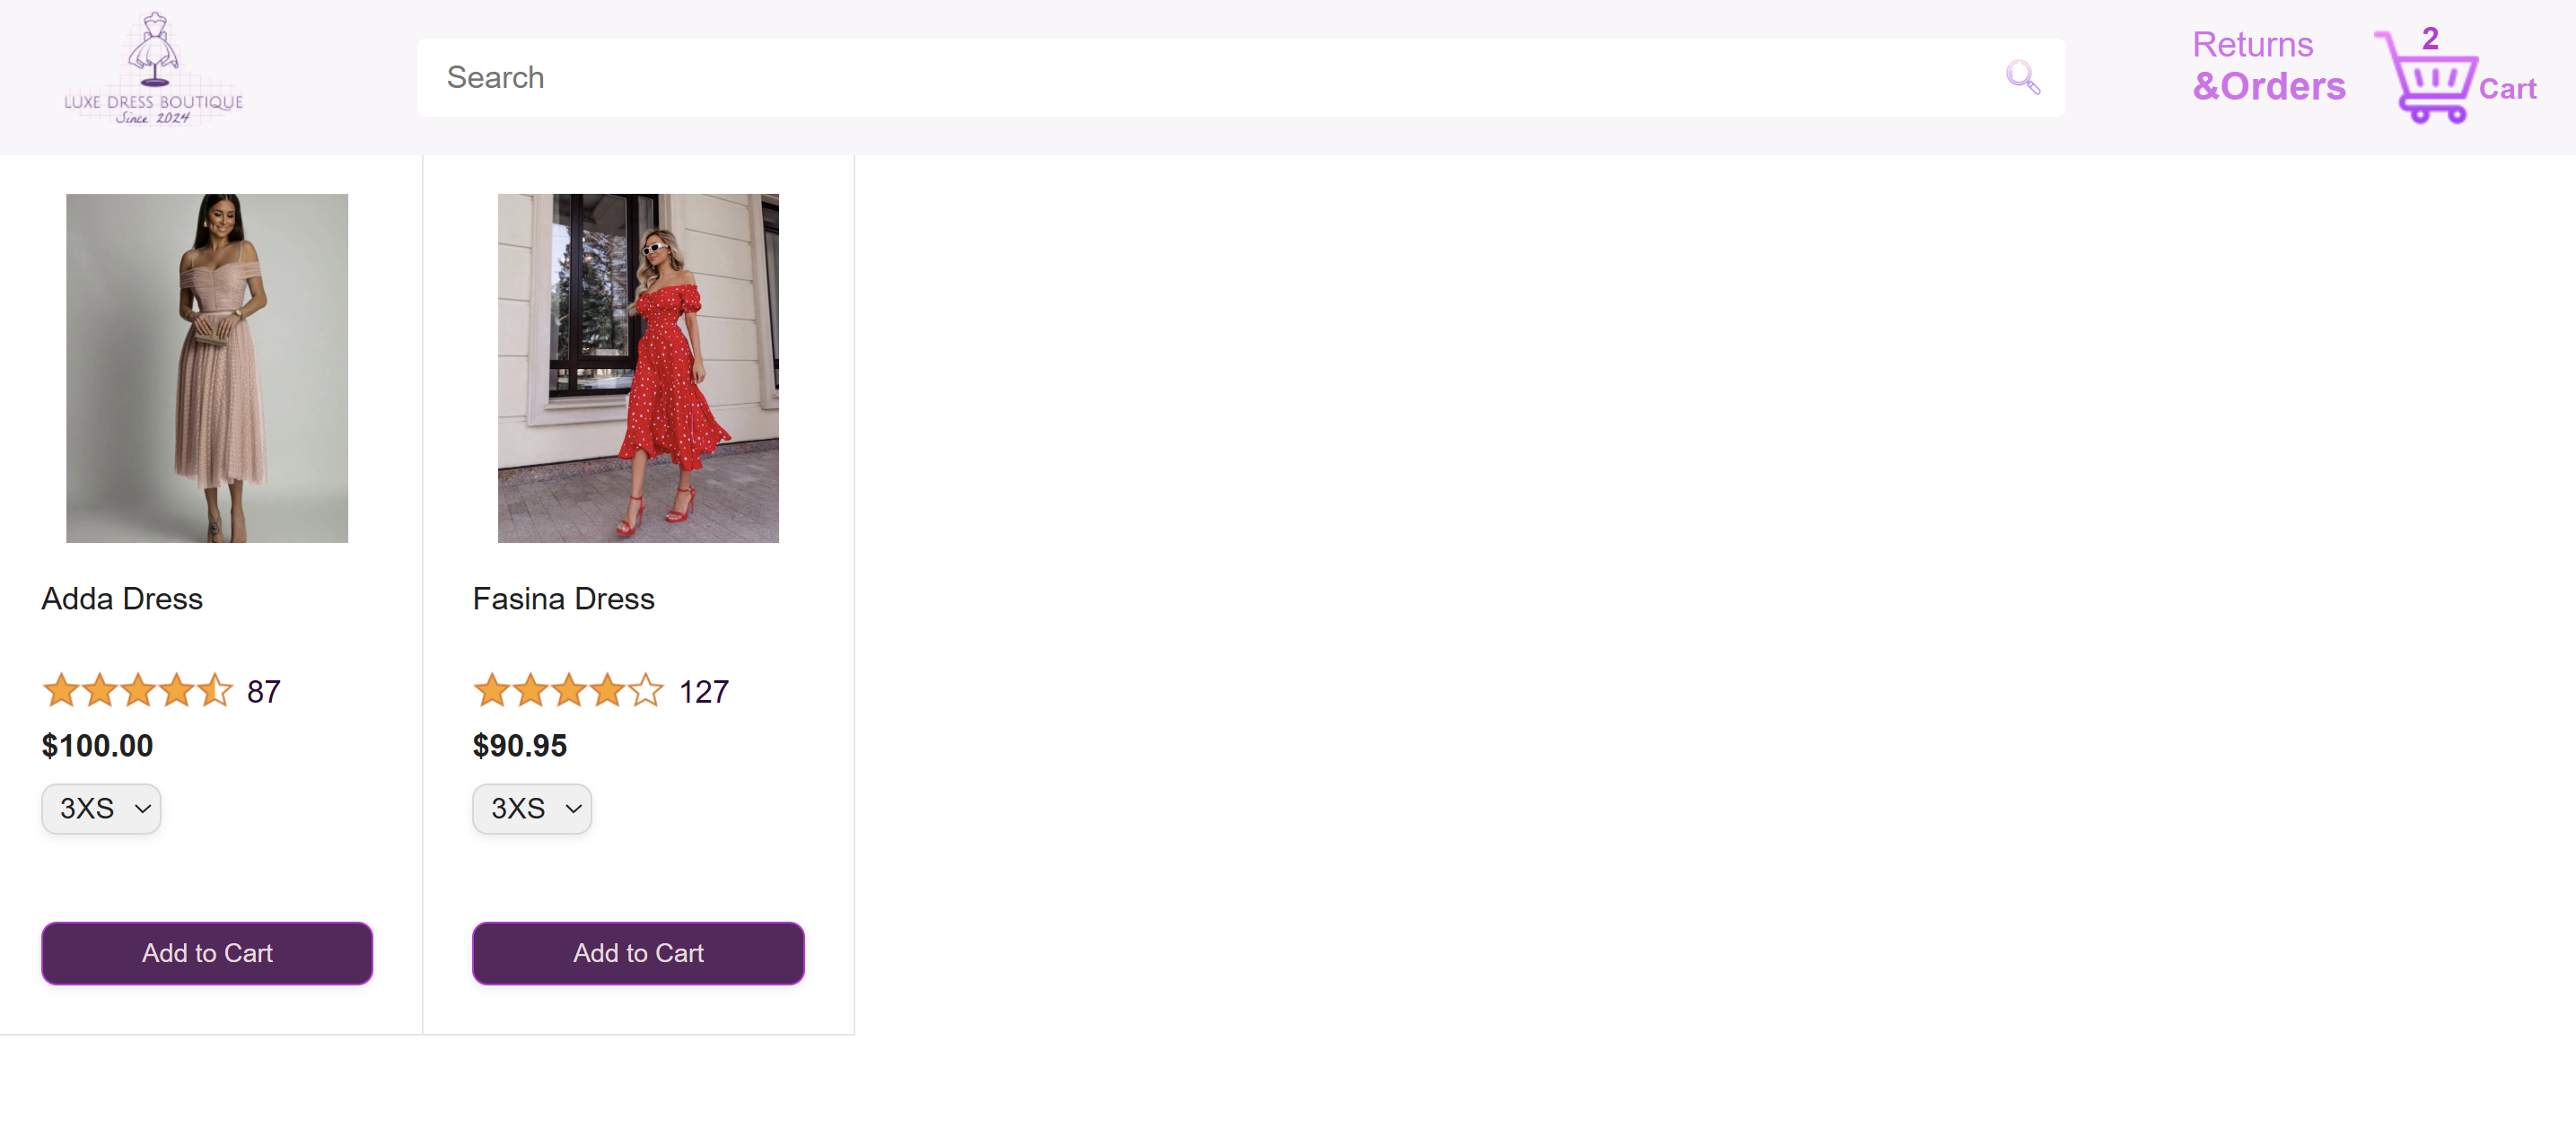 LUXE DRESS BOUTIQUE
Since 2024
Search
Returns
&Orders
2
Cart
Adda Dress
87
$100.00
3XS
Add to Cart
Fasina Dress
127
$90.95
3XS
Add to Cart